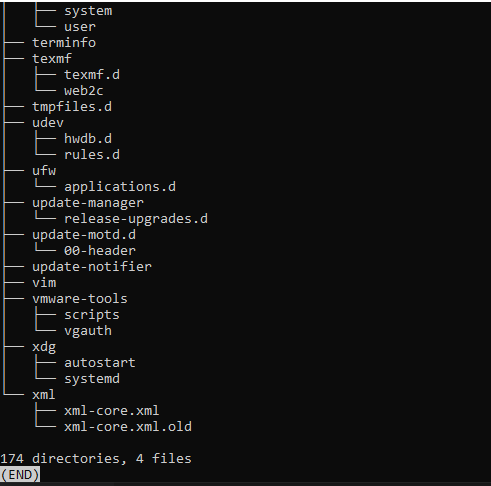 │   ├── system
│   └── user
├── terminfo
├── texmf
│   ├── texmf.d
│   └── web2c
├── tmpfiles.d
├── udev
│   ├── hwdb.d
│   └── rules.d
├── ufw
│   └── applications.d
├── update-manager
│   └── release-upgrades.d
├── update-motd.d
│   └── 00-header
├── update-notifier
├── vim
├── vmware-tools
│   ├── scripts
│   └── vgauth
├── xdg
│   ├── autostart
│   └── systemd
└── xml
    ├── xml-core.xml
    └── xml-core.xml.old

174 directories, 4 files
(END)